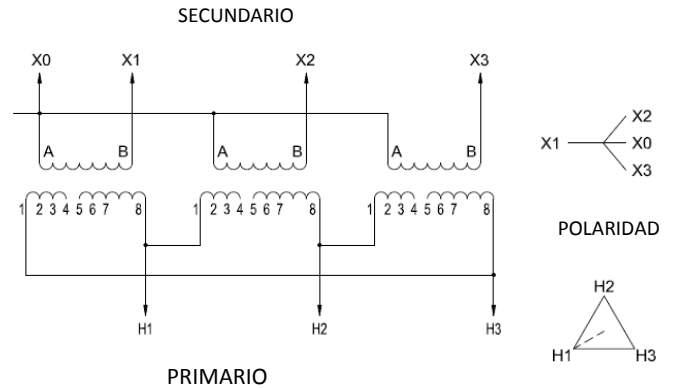 SECUNDARIO
X0 X1 X2 X3
A B A B A B
1 2 3 4 5 6 7 8 1 2 3 4 5 6 7 8 1 2 3 4 5 6 7 8
H1 H2 H3
PRIMARIO
X2
X1 X0
X3
POLARIDAD
H2
H1 H3